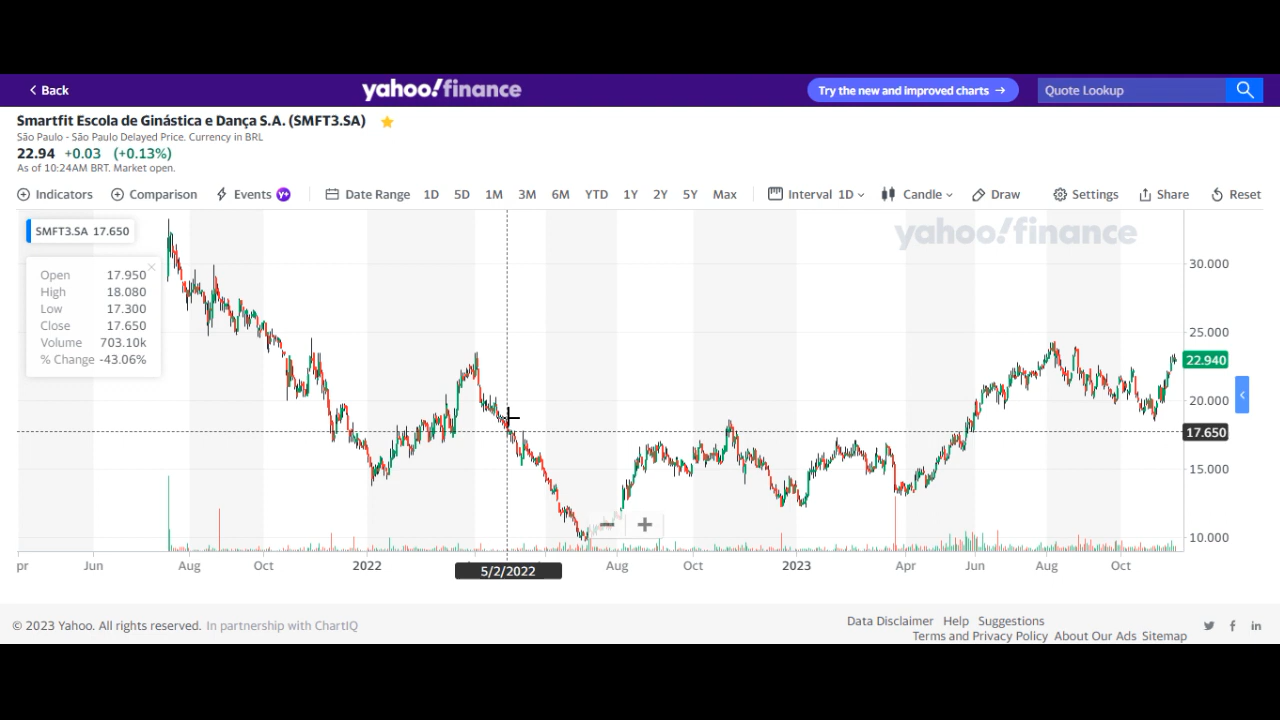 Back
yahoo!finance
Try the new and improved charts →
Quote Lookup
Smartfit Escola de Ginástica e Dança S.A. (SMFT3.SA)
São Paulo - São Paulo Delayed Price. Currency in BRL
22.94 +0.03 (+0.13%)
As of 10:24AM BRT. Market open.
Indicators Comparison Events Y+ Date Range 1D 5D 1M 3M 6M YTD 1Y 2Y 5Y Max Interval 1D Candle Draw Settings Share Reset
SMFT3.SA 17.650
yahoo!finance
Open 17.950
High 18.080
Low 17.300
Close 17.650
Volume 703.10k
% Change -43.06%
30.000
25.000
22.940
20.000
17.650
15.000
10.000
pr Jun Aug Oct 2022 5/2/2022 Aug Oct 2023 Apr Jun Aug Oct
© 2023 Yahoo. All rights reserved. In partnership with ChartIQ
Data Disclaimer Help Suggestions
Terms and Privacy Policy About Our Ads Sitemap